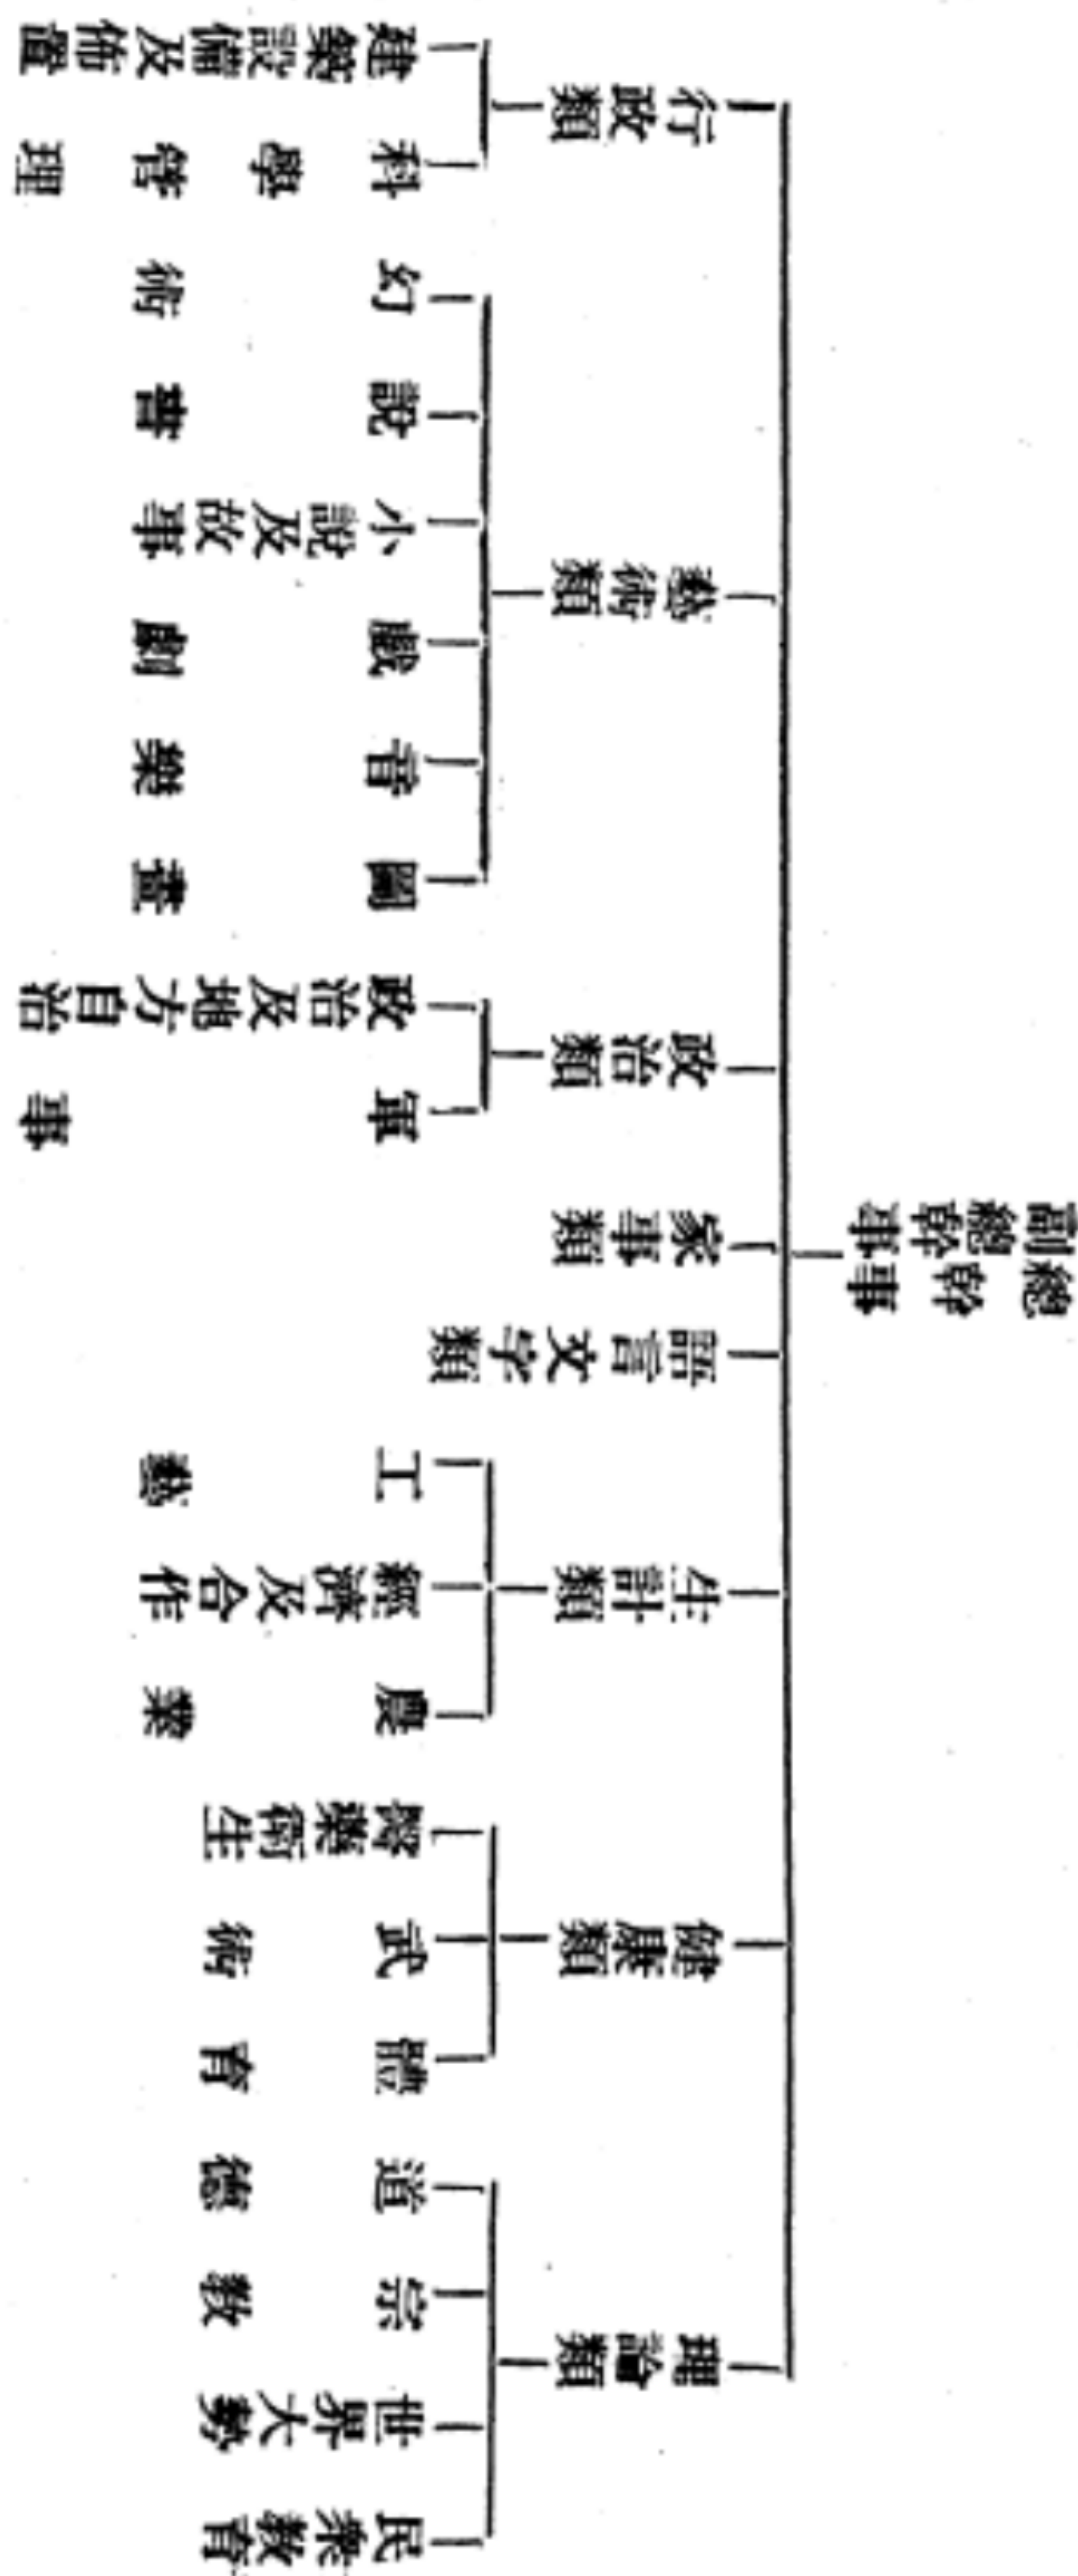 總幹事
副總幹事
理論類
民衆教育
世界大勢
宗教
道德
健康類
體育
武術
醫藥衛生
生計類
農業
經濟及合作
工藝
語言文字類
家事類
政治類
軍事
政治及地方自治
藝術類
圖畫
音樂
戲劇
小說及故事
說書
幻術
行政類
科學管理
建築設備及佈置